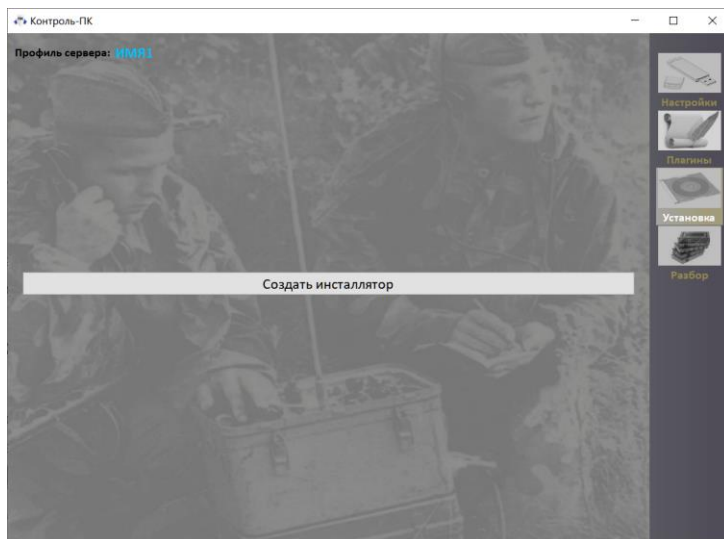 Контроль-ПК
Профиль сервера: ИМЯ1
Настройки
Плагины
Установка
Разбор
Создать инсталлятор